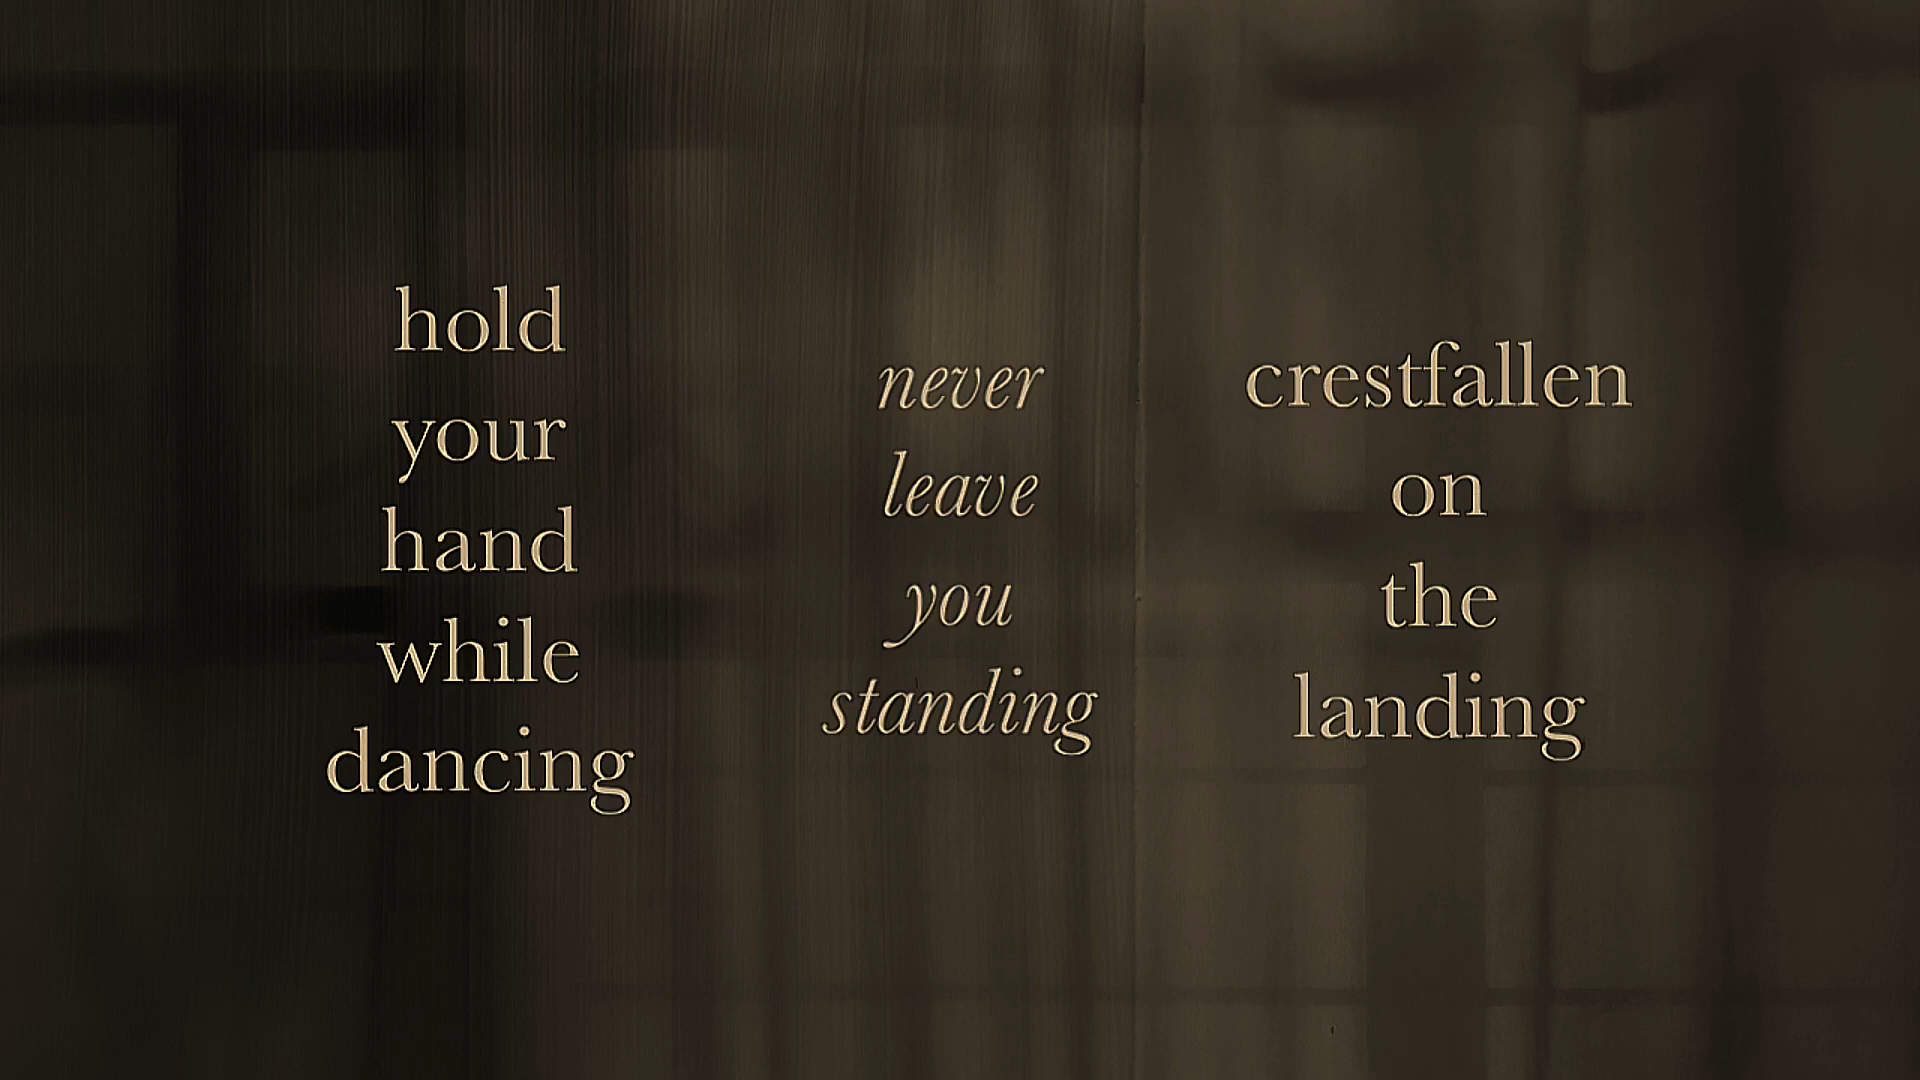 hold
your
hand
while
dancing
never
leave
you
standing
crestfallen
on
the
landing